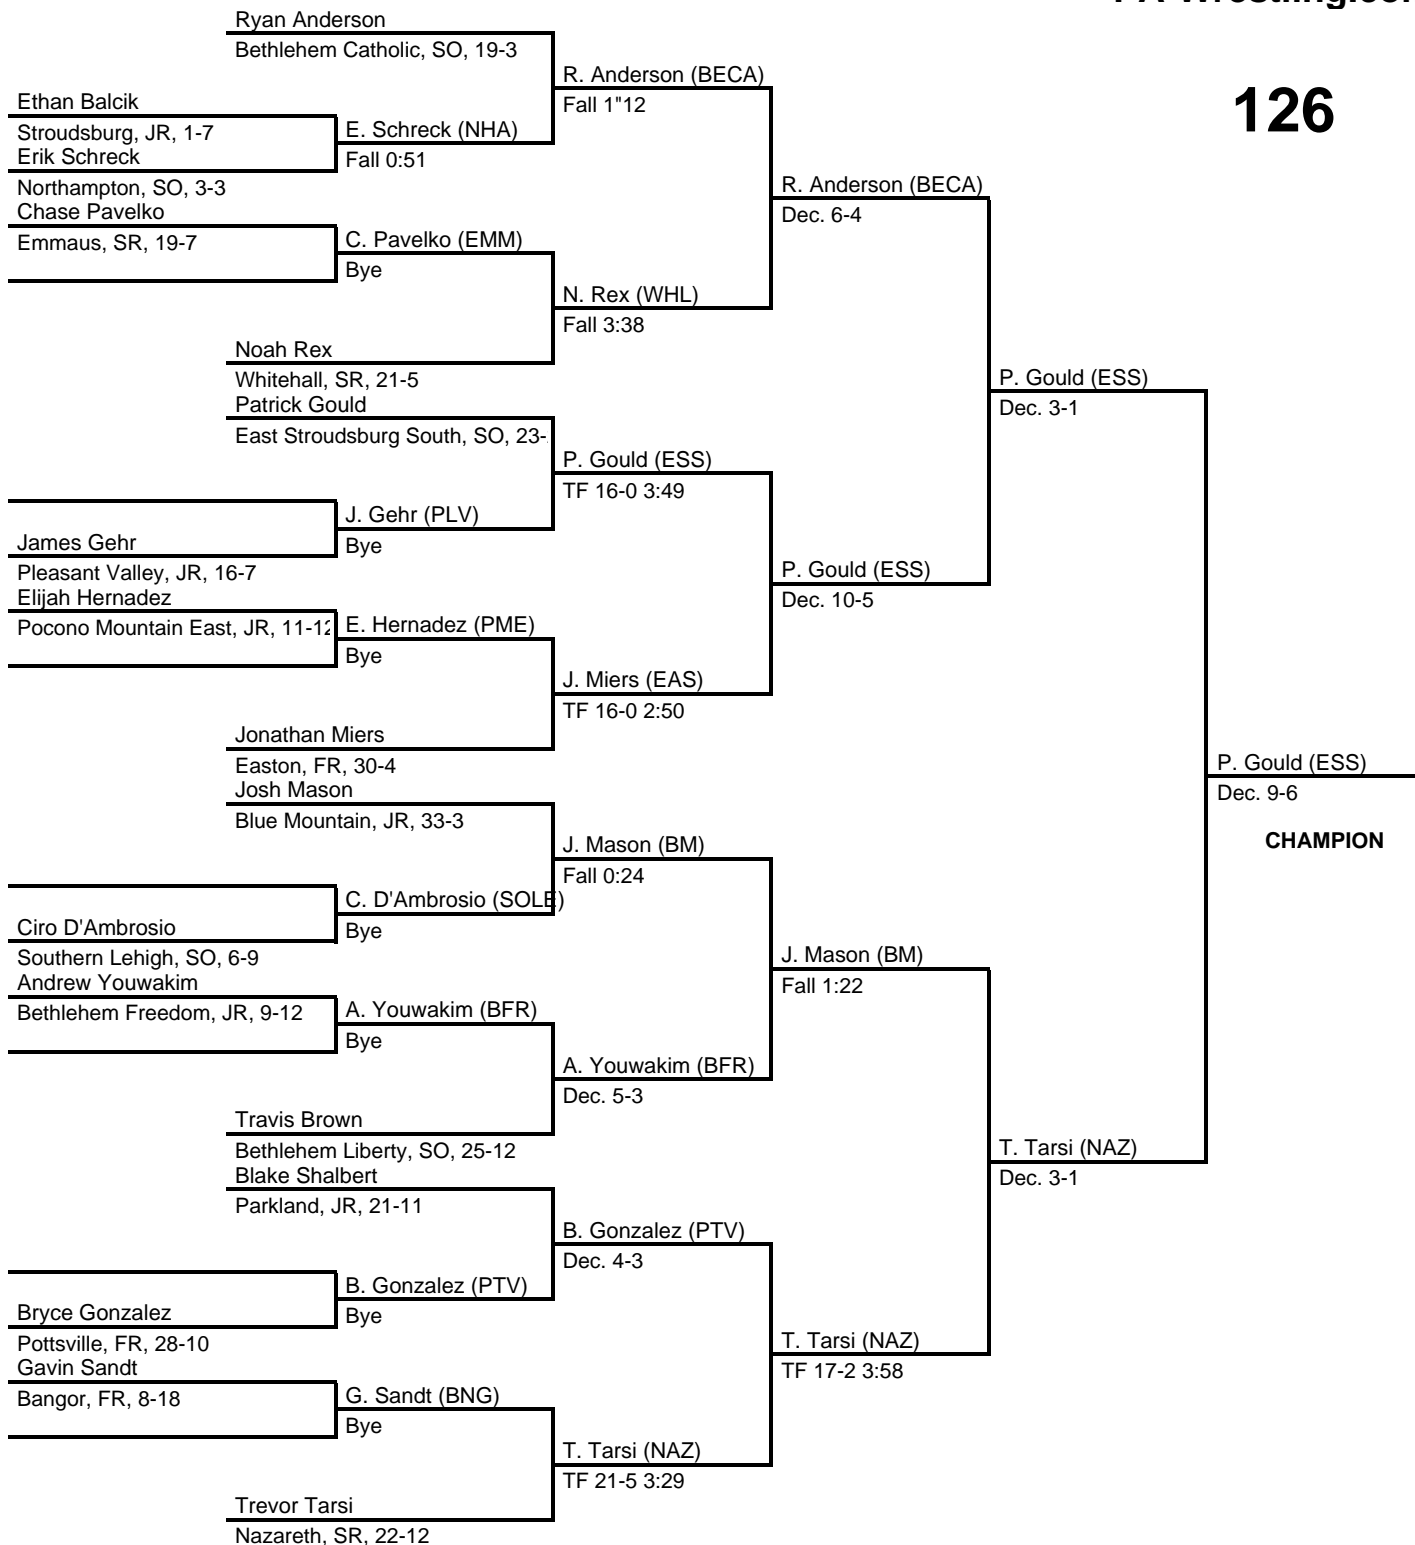 Ryan Anderson
Bethlehem Catholic, SO, 19-3
R. Anderson (BECA)
Fall 1"12
126
Ethan Balcik
Stroudsburg, JR, 1-7
E. Schreck (NHA)
Erik Schreck
Fall 0:51
Northampton, SO, 3-3
R. Anderson (BECA)
Chase Pavelko
Dec. 6-4
Emmaus, SR, 19-7
C. Pavelko (EMM)
Bye
N. Rex (WHL)
Fall 3:38
Noah Rex
Whitehall, SR, 21-5
P. Gould (ESS)
Patrick Gould
Dec. 3-1
East Stroudsburg South, SO, 23-
P. Gould (ESS)
TF 16-0 3:49
J. Gehr (PLV)
James Gehr
Bye
Pleasant Valley, JR, 16-7
P. Gould (ESS)
Elijah Hernadez
Dec. 10-5
Pocono Mountain East, JR, 11-12
E. Hernadez (PME)
Bye
J. Miers (EAS)
TF 16-0 2:50
Jonathan Miers
Easton, FR, 30-4
P. Gould (ESS)
Josh Mason
Dec. 9-6
Blue Mountain, JR, 33-3
CHAMPION
J. Mason (BM)
Fall 0:24
C. D'Ambrosio (SOLE)
Ciro D'Ambrosio
Bye
Southern Lehigh, SO, 6-9
J. Mason (BM)
Andrew Youwakim
Fall 1:22
Bethlehem Freedom, JR, 9-12
A. Youwakim (BFR)
Bye
A. Youwakim (BFR)
Dec. 5-3
Travis Brown
Bethlehem Liberty, SO, 25-12
T. Tarsi (NAZ)
Blake Shalbert
Dec. 3-1
Parkland, JR, 21-11
B. Gonzalez (PTV)
Dec. 4-3
B. Gonzalez (PTV)
Bryce Gonzalez
Bye
Pottsville, FR, 28-10
T. Tarsi (NAZ)
Gavin Sandt
TF 17-2 3:58
Bangor, FR, 8-18
G. Sandt (BNG)
Bye
T. Tarsi (NAZ)
TF 21-5 3:29
Trevor Tarsi
Nazareth, SR, 22-12